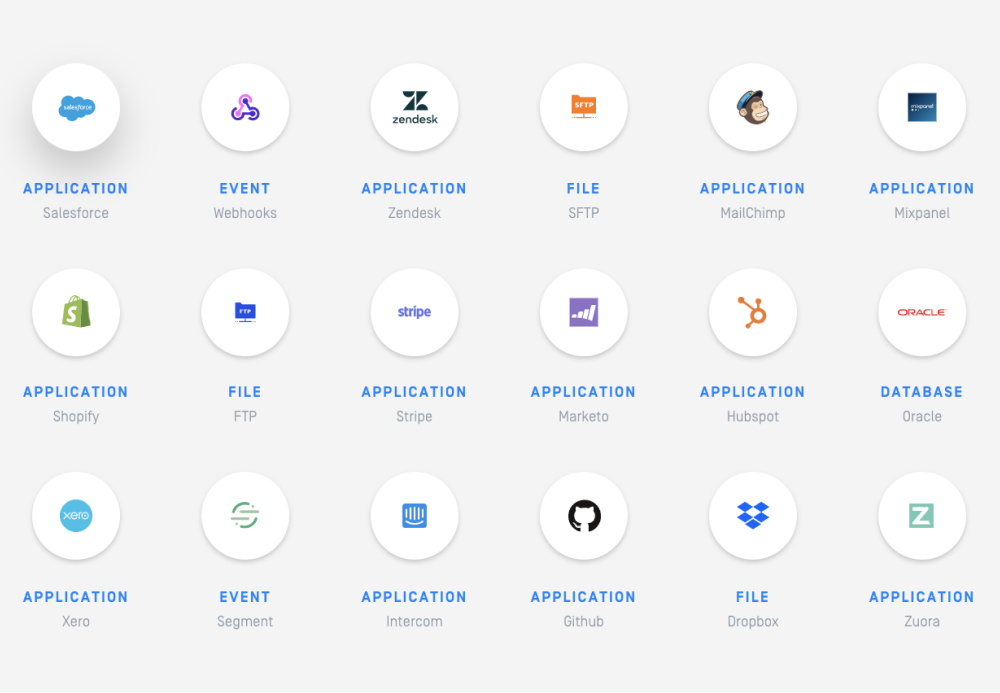 salesforce
zendesk
SFTP
mixpanel
APPLICATION EVENT APPLICATION FILE APPLICATION APPLICATION
Salesforce Webhooks Zendesk SFTP MailChimp Mixpanel
S FTP stripe ORACLE
APPLICATION FILE APPLICATION APPLICATION APPLICATION DATABASE
Shopify FTP Stripe Marketo Hubspot Oracle
xero Z
APPLICATION EVENT APPLICATION APPLICATION FILE APPLICATION
Xero Segment Intercom Github Dropbox Zuora